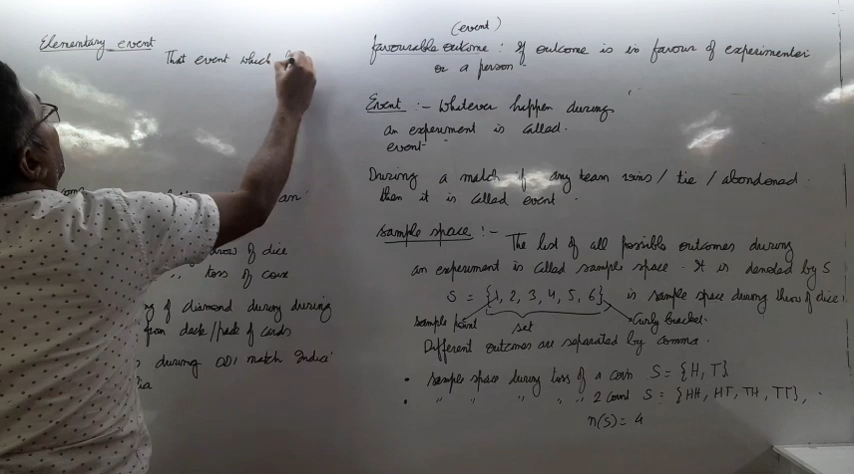 Elementary event
That event which
an
throw of dice
,, toss of coin
of diamond during during
from deck/pack of cards
during ODI match India
(event)
favourable outcome : If outcome is in favour of experimenter
or a person
Event :- Whatever happen during
an experiment is called.
event
During a match if any team wins / tie / abondoned.
then it is called event.
Sample space :- The list of all possible outcomes during
an experiment is called sample space. It is denoted by S
S = {1, 2, 3, 4, 5, 6} is sample space during throw of dice.
sample point set curly bracket.
Different outcomes are separated by comma.
• sample space during toss of a coin S = {H, T}
• ,, ,, ,, ,, ,, 2 coins S = {HH, HT, TH, TT},
n(S) = 4